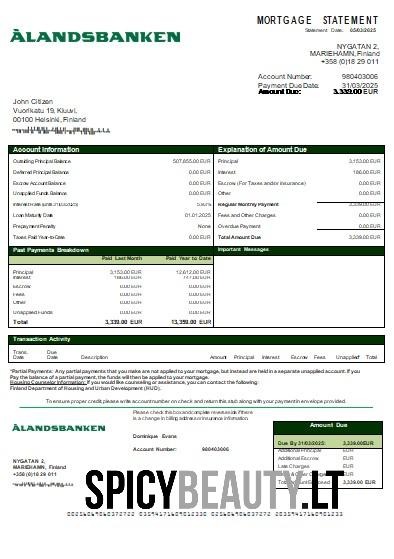 MORTGAGE STATEMENT
Statement Date: 05/03/2025
ÅLANDSBANKEN
NYGATAN 2,
MARIEHAMN, Finland
+358 (0)18 29 011
Account Number: 980403006
Payment Due Date: 31/03/2025
Amount Due: 3,339.00 EUR
John Citizen
Vuorikatu 19, Kluuvi,
00100 Helsinki, Finland
Account Information
Outstanding Principal Balance 507,855.00 EUR
Deferred Principal Balance 0.00 EUR
Escrow Account Balance 0.00 EUR
Unapplied Funds Balance 0.00 EUR
Interest Rate (until 31/03/2025)
Loan Maturity Date 01.01.2025
Prepayment Penalty None
Taxes Paid Year-to-Date 0.00 EUR
Explanation of Amount Due
Principal 3,153.00 EUR
Interest 186.00 EUR
Escrow (For Taxes and/or Insurance) 0.00 EUR
Other 0.00 EUR
Regular Monthly Payment 3,339.00 EUR
Fees and Other Charges 0.00 EUR
Overdue Payment 0.00 EUR
Total Amount Due 3,339.00 EUR
Past Payments Breakdown
Paid Last Month Paid Year to Date
Principal 3,153.00 EUR 12,612.00 EUR
Interest 186.00 EUR 747.00 EUR
Escrow 0.00 EUR 0.00 EUR
Fees 0.00 EUR 0.00 EUR
Other 0.00 EUR 0.00 EUR
Unapplied Funds 0.00 EUR 0.00 EUR
Total 3,339.00 EUR 13,359.00 EUR
Important Messages
Transaction Activity
Trans. Date Due Date Description Amount Principal Interest Escrow Fees Unapplied* Total
*Partial Payments: Any partial payments that you make are not applied to your mortgage, but instead are held in a separate unapplied account. If you
Pay the balance of a partial payment, the funds will then be applied to your mortgage.
Housing Counselor Information: If you would like counseling or assistance, you can contact the following:
Finland Department of Housing and Urban Development (HUD).
To ensure proper credit please write account number on check and return this stub along with your payment in envelope provided.
Please check this box and complete reverse side if there
is a change in billing address or insurance information
ÅLANDSBANKEN
Dominique Evans
Account Number: 980403006
NYGATAN 2,
MARIEHAMN, Finland
+358 (0)18 29 011
Amount Due
Due By 31/03/2025: 3,339.00EUR
Additional Principal EUR
Additional Escrow EUR
Late Charges EUR
SPICYBEAUTY.LT